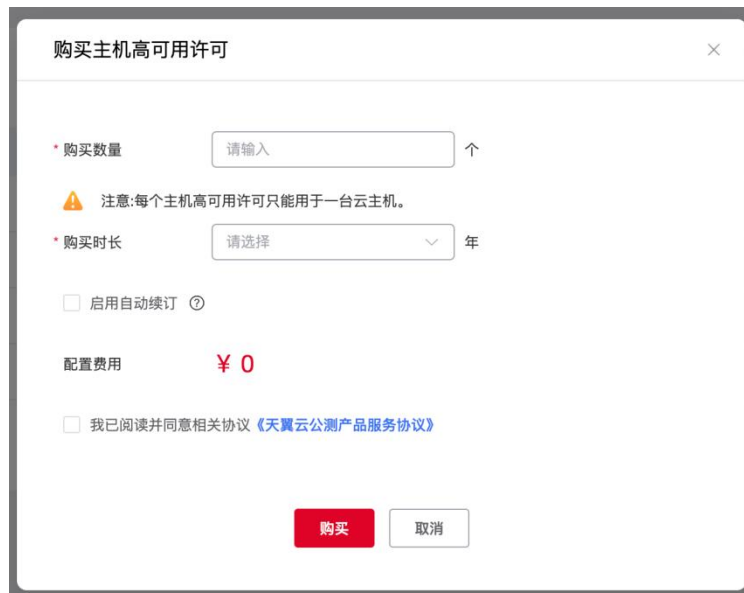 购买主机高可用许可
* 购买数量 请输入 个
注意:每个主机高可用许可只能用于一台云主机。
* 购买时长 请选择 年
启用自动续订 ?
配置费用 ¥ 0
我已阅读并同意相关协议《天翼云公测产品服务协议》
购买 取消